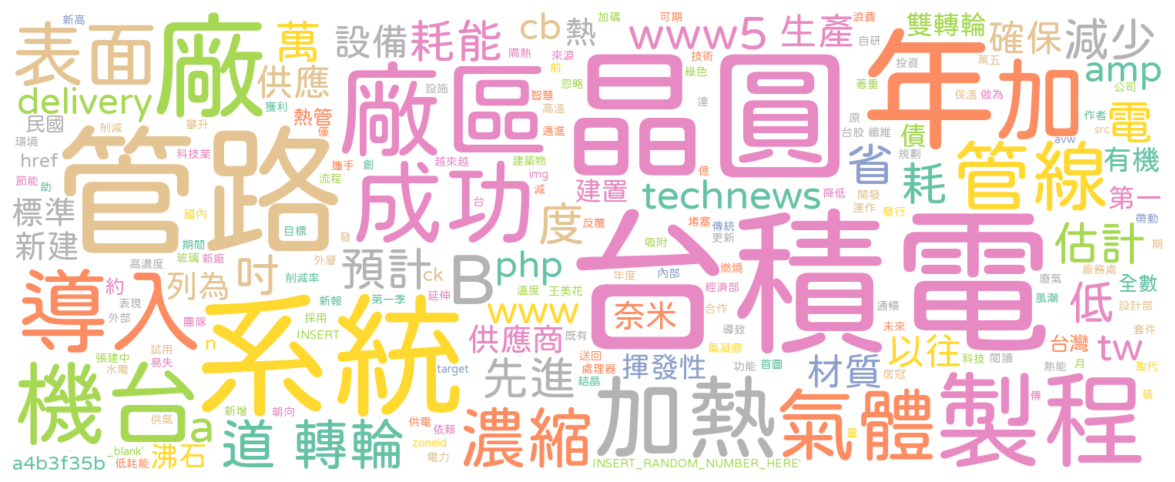 新高
表面
廠
萬
設備
耗能
cb
熱
加碼
www5
可期
生產
浪費
自研
雙轉輪
年
加
確保
減少
delivery
供應
獲利
熱管
設施
廠區
隔熱
來源
前
忽略
智慧
高溫
晶圓
技術
綠色
著重
投資
萬五
保溫
做為
公司
amp
民國
削減
攀升
僅
邁進
達
原
台股
纖維
債
作者
src
電
環境
href
科技業
管路
攜手
創
越來越
建築物
流程
img
減
億
規劃
avw
省
管線
有機
節能
助
成功
台
建置
technews
降低
開發
運作
耗
第一
標準
國內
目標
度
反覆
堵塞
傳統
更新
發行
帶動
新建
期間
玻璃
新廠
發
外層
吸附
台積電
估計
期
高濃度
吋
預計
B
php
ck
溫度
王美花
年度
內部
燃燒
經濟部
廢氣
廠務處
全數
導入
約
列為
削減率
延伸
表現
外部
團隊
新報
第一季
www
奈米
合作
通暢
低
風潮
設計部
系統
採用
INSERT
供應商
既有
導致
氣凝膠
未來
台灣
tw
套件
n
張建中
水電
試用
易失
target
先進
送回
處理器
結晶
揮發性
功能
首圖
材質
居冠
以往
科技
閱讀
熱能
月
取代
機台
a
供氣
新增
朝向
供電
依賴
加熱
量
氣體
製程
傳
破
a4b3f35b
_blank'
低耗能
沸石
道
轉輪
zoneid
電力
濃縮
INSERT_RANDOM_NUMBER_HERE'